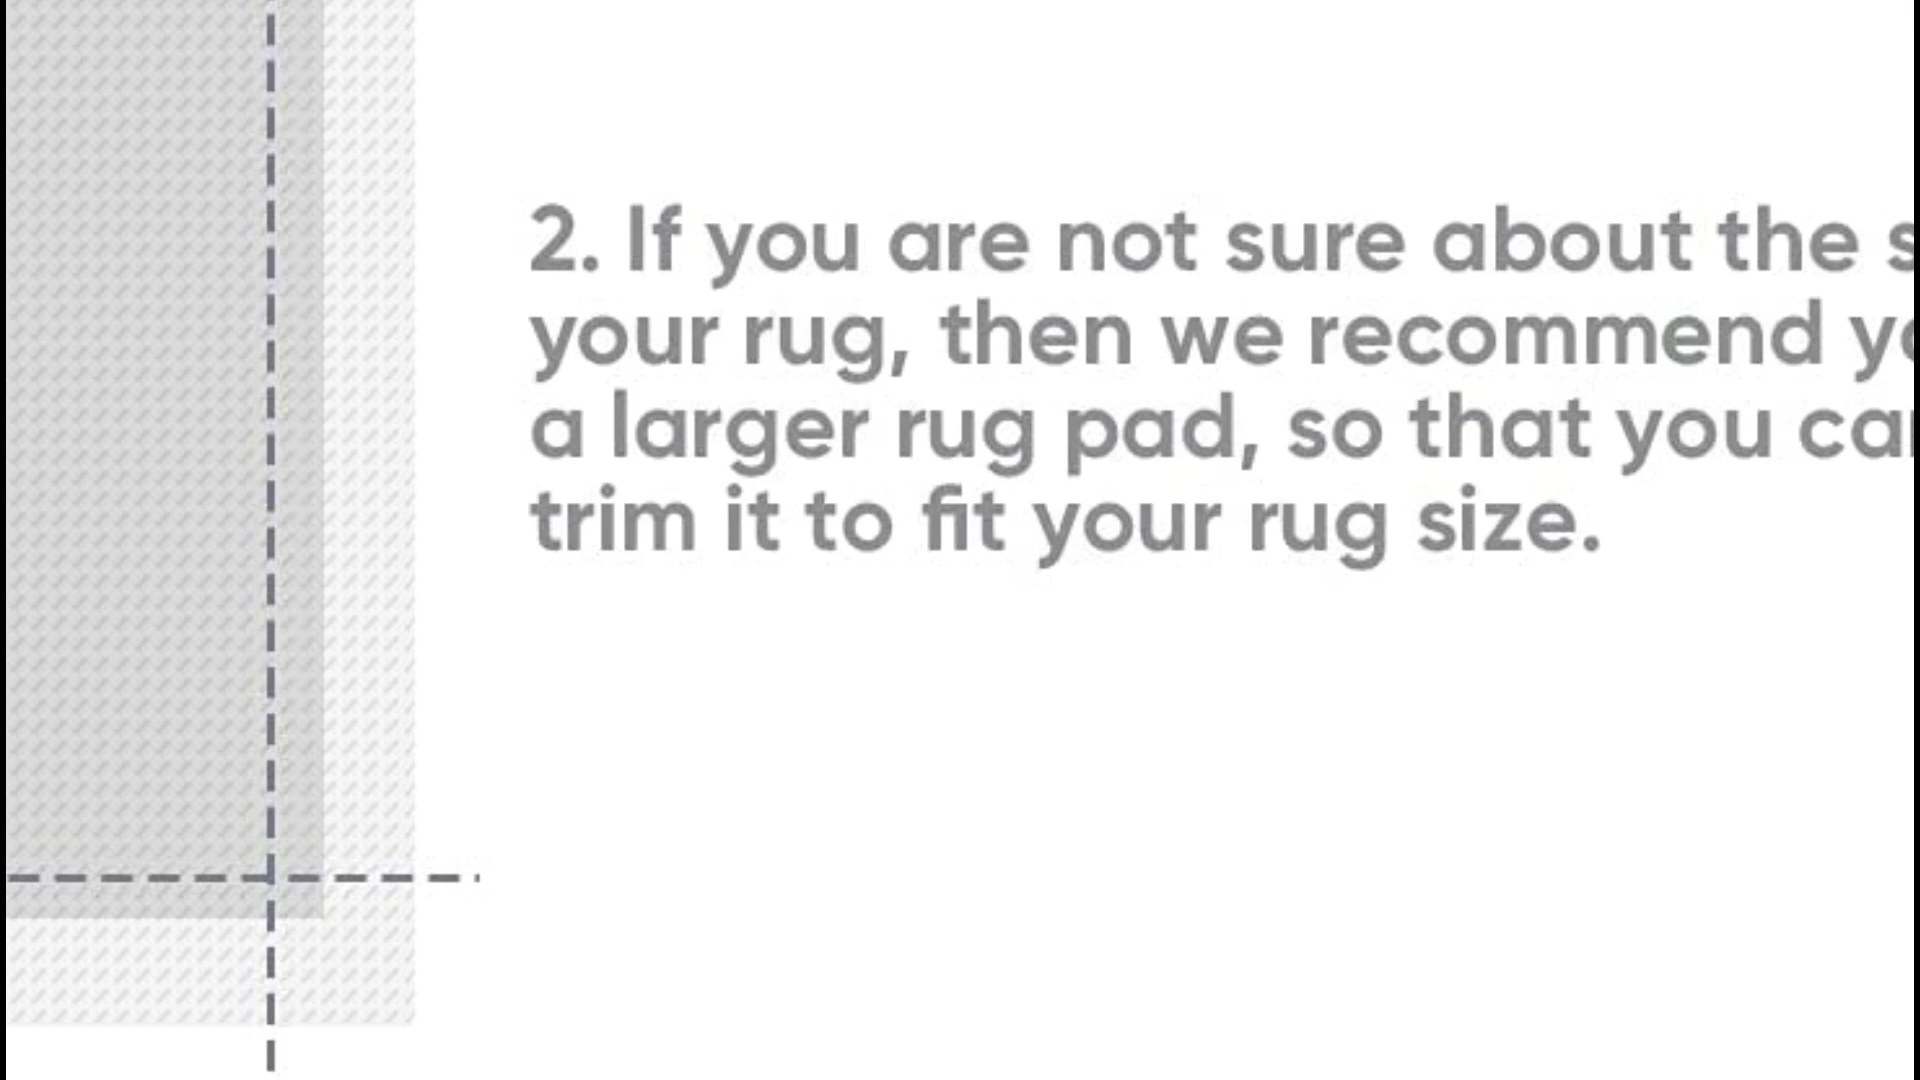 2. If you are not sure about the
your rug, then we recommend
a larger rug pad, so that you
trim it to fit your rug size.